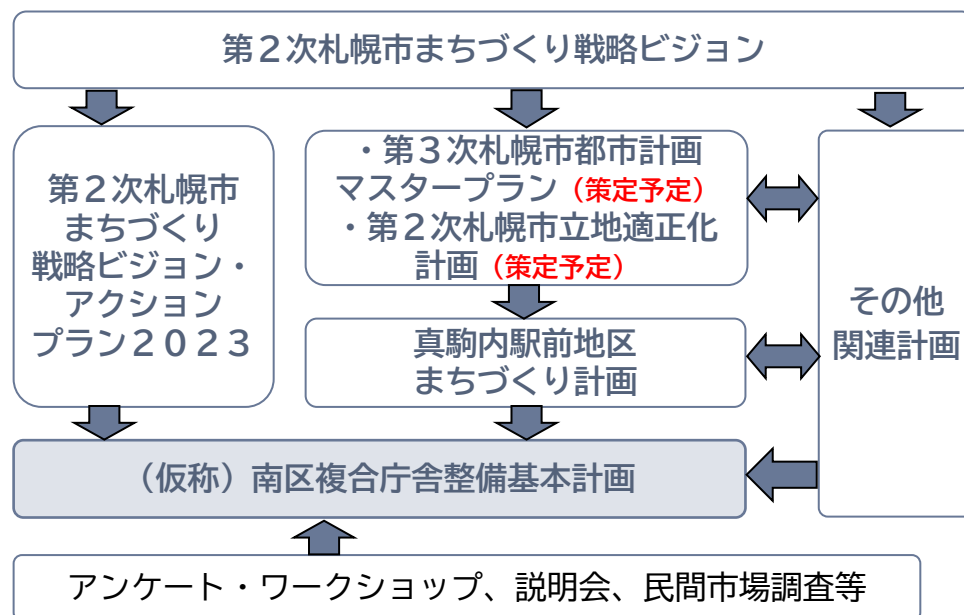 第２次札幌市まちづくり戦略ビジョン
第２次札幌市
まちづくり
戦略ビジョン・
アクション
プラン２０２３
・第３次札幌市都市計画
マスタープラン（策定予定）
・第２次札幌市立地適正化
計画（策定予定）
真駒内駅前地区
まちづくり計画
その他
関連計画
（仮称）南区複合庁舎整備基本計画
アンケート・ワークショップ、説明会、民間市場調査等